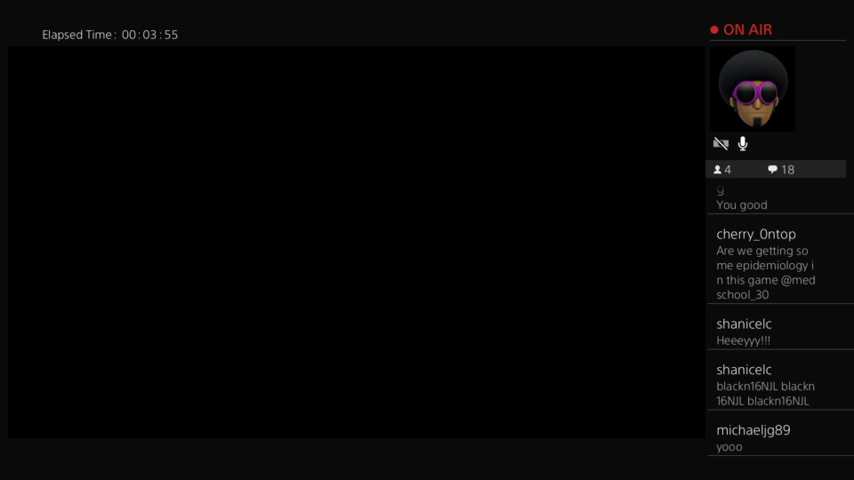 Elapsed Time: 00:03:55
ON AIR
4 18
g
You good
cherry_0ntop
Are we getting so
me epidemiology i
n this game @med
school_30
shanicelc
Heeeyyy!!!
shanicelc
blackn16NJL blackn
16NJL blackn16NJL
michaeljg89
yooo